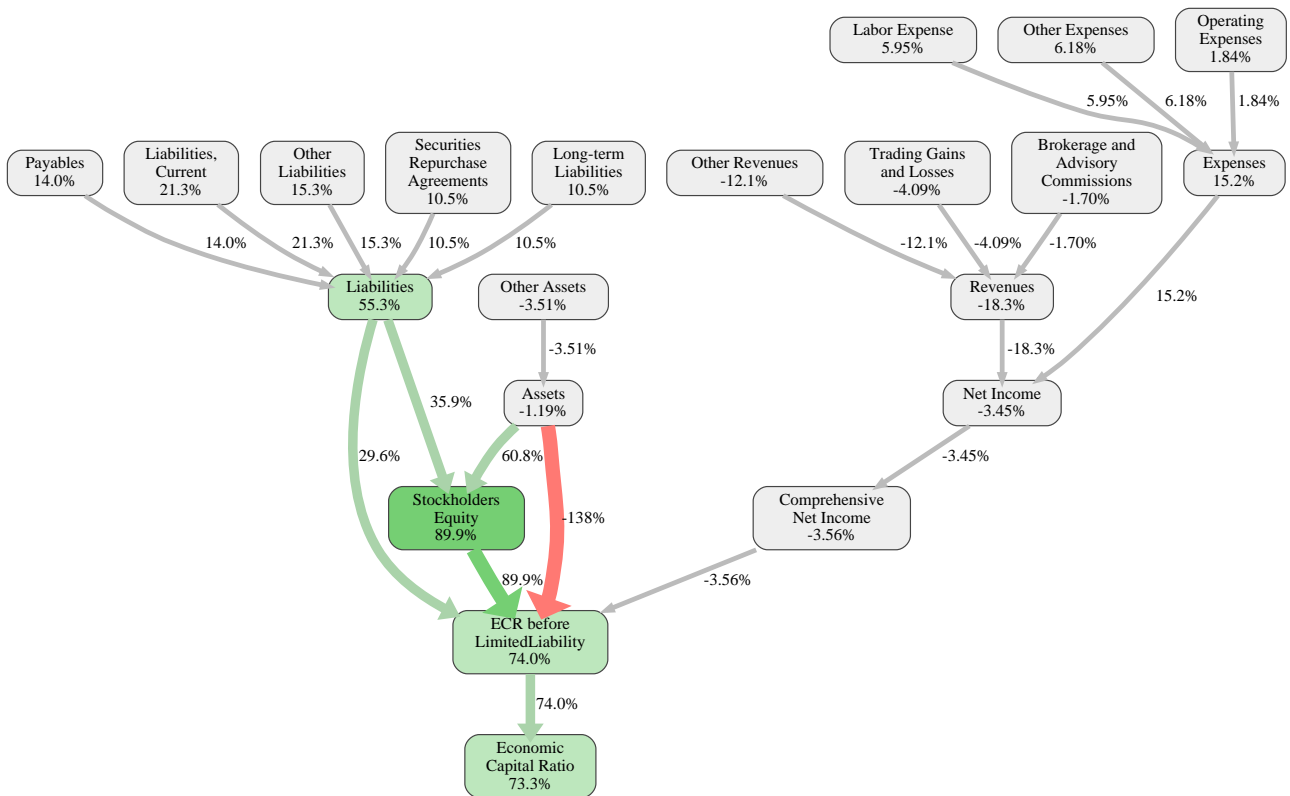 Labor Expense
5.95%
Other Expenses
6.18%
Operating
Expenses
1.84%
5.95%
6.18%
1.84%
Payables
14.0%
Liabilities,
Current
21.3%
Other
Liabilities
15.3%
Securities
Repurchase
Agreements
10.5%
Long-term
Liabilities
10.5%
Other Revenues
-12.1%
Trading Gains
and Losses
-4.09%
Brokerage and
Advisory
Commissions
-1.70%
Expenses
15.2%
14.0%
21.3%
15.3%
10.5%
10.5%
-12.1%
-4.09%
-1.70%
Liabilities
55.3%
Other Assets
-3.51%
Revenues
-18.3%
15.2%
-3.51%
-18.3%
Assets
-1.19%
Net Income
-3.45%
35.9%
29.6%
60.8%
-3.45%
Stockholders
Equity
89.9%
-138%
Comprehensive
Net Income
-3.56%
89.9%
-3.56%
ECR before
LimitedLiability
74.0%
74.0%
Economic
Capital Ratio
73.3%